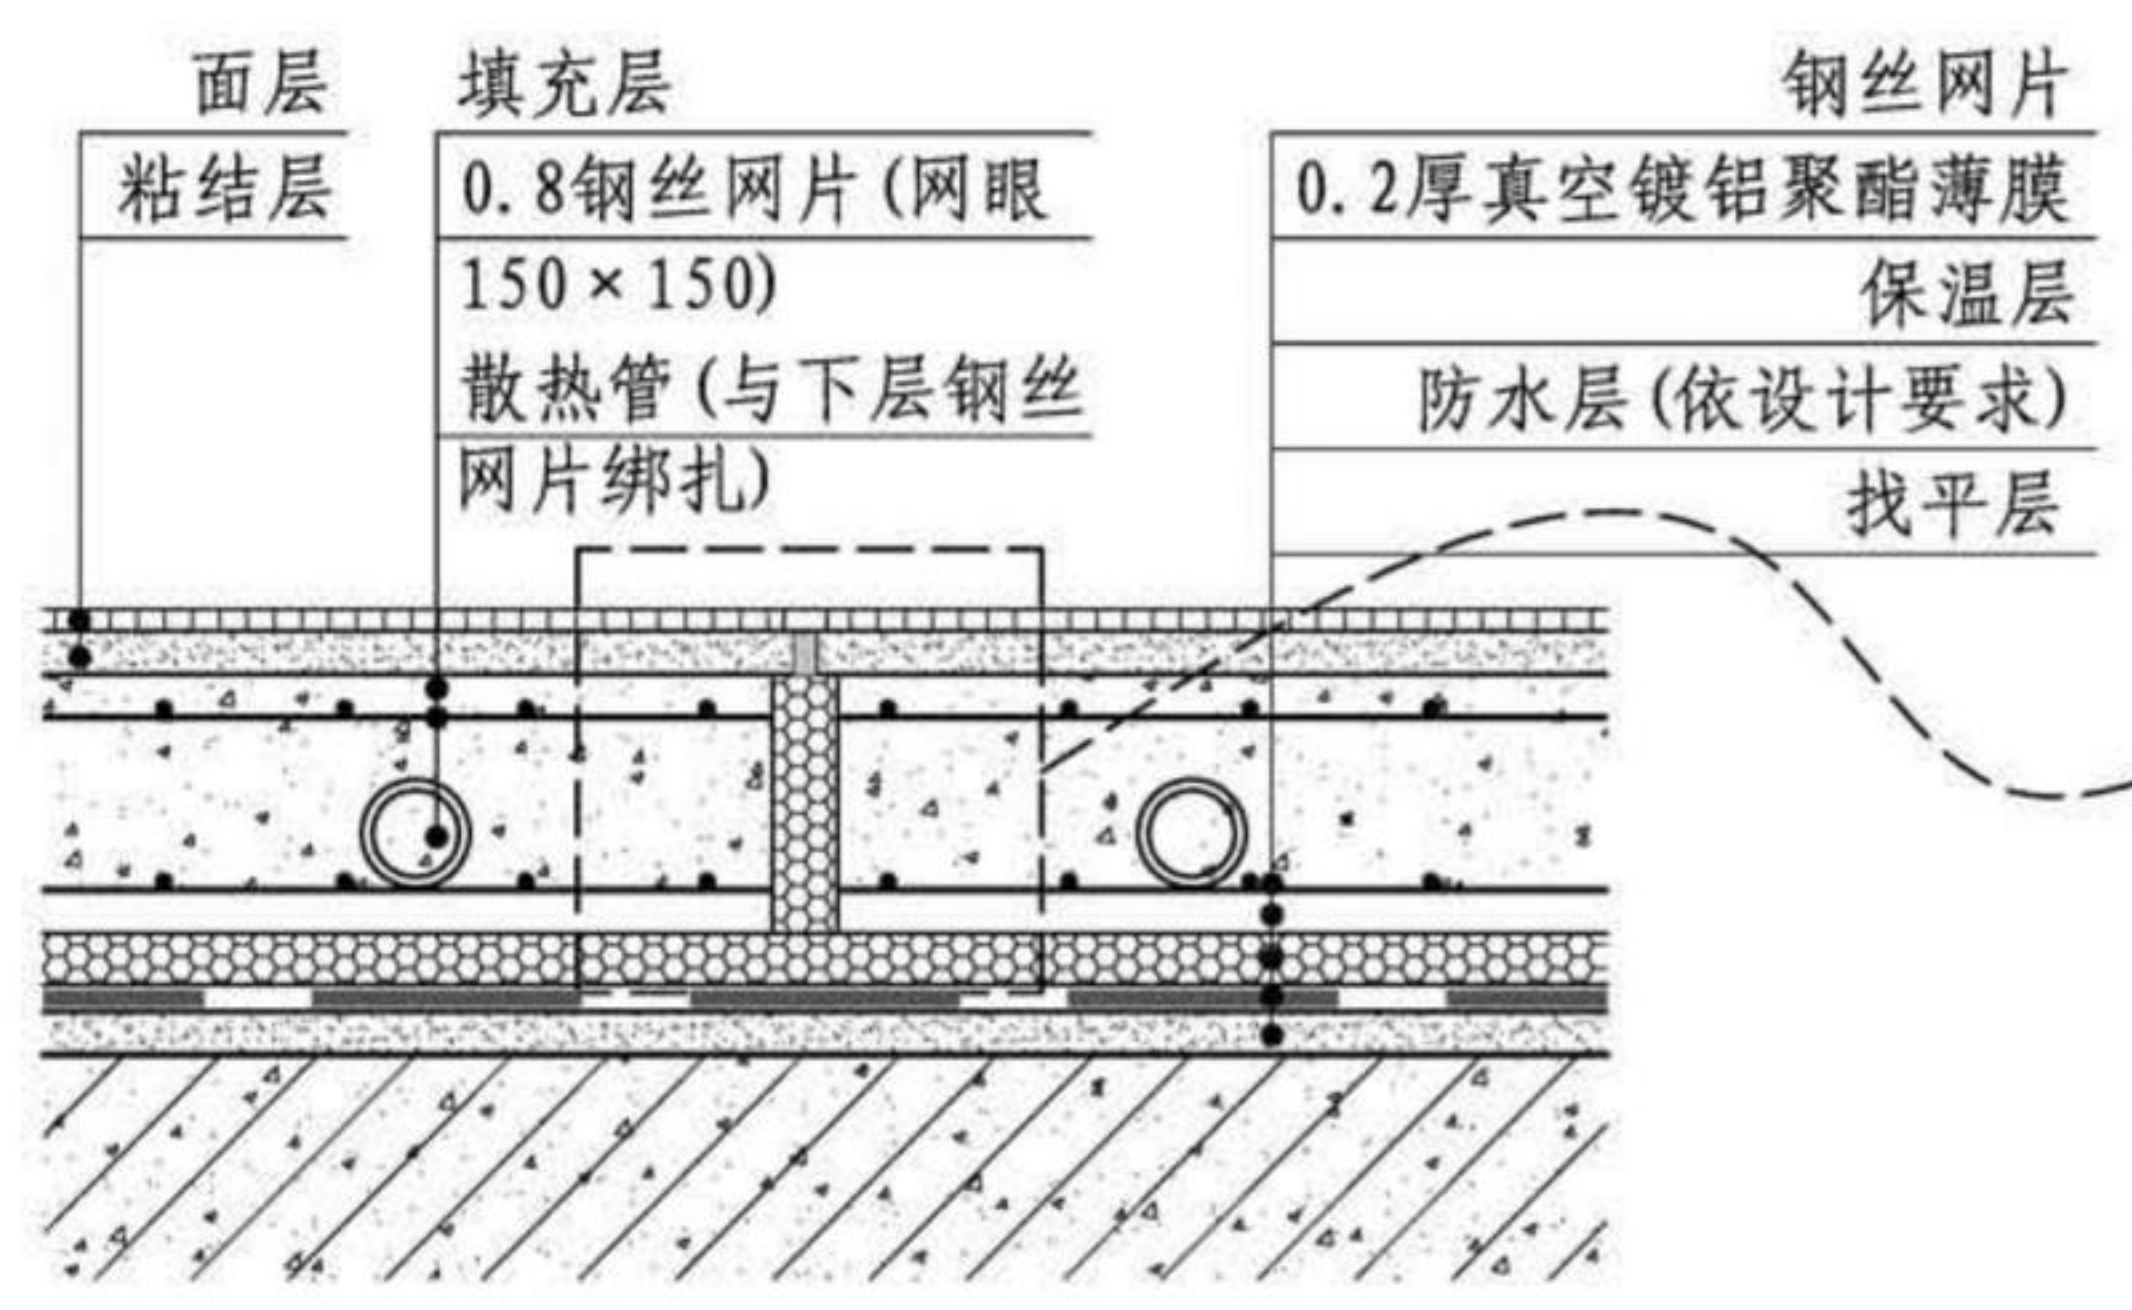 面层
粘结层
填充层
0.8钢丝网片(网眼
150×150)
散热管(与下层钢丝
网片绑扎)
钢丝网片
0.2厚真空镀铝聚酯薄膜
保温层
防水层(依设计要求)
找平层